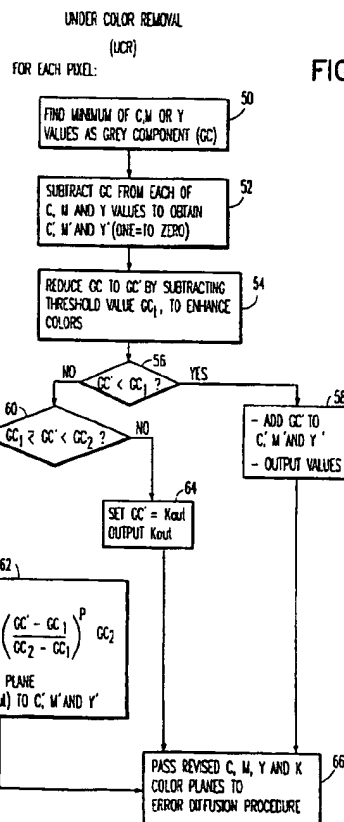 UNDER COLOR REMOVAL
(UCR)
FOR EACH PIXEL:
FIG
50
FIND MINIMUM OF C,M OR Y
VALUES AS GREY COMPONENT (GC)
52
SUBTRACT GC FROM EACH OF
C, M AND Y VALUES TO OBTAIN
C', M' AND Y' (ONE=TO ZERO)
54
REDUCE GC TO GC' BY SUBTRACTING
THRESHOLD VALUE GC₁, TO ENHANCE
COLORS
56
NO
GC' < GC₁ ?
YES
60
GC₁ ≥ GC' < GC₂ ?
NO
58
- ADD GC' TO
C', M' AND Y'
- OUTPUT VALUES
64
SET GC' = Kout
OUTPUT Kout
62
((GC' - GC₁)/(GC₂ - GC₁))^P GC₂
PLANE
) TO C', M' AND Y'
66
PASS REVISED C, M, Y AND K
COLOR PLANES TO
ERROR DIFFUSION PROCEDURE